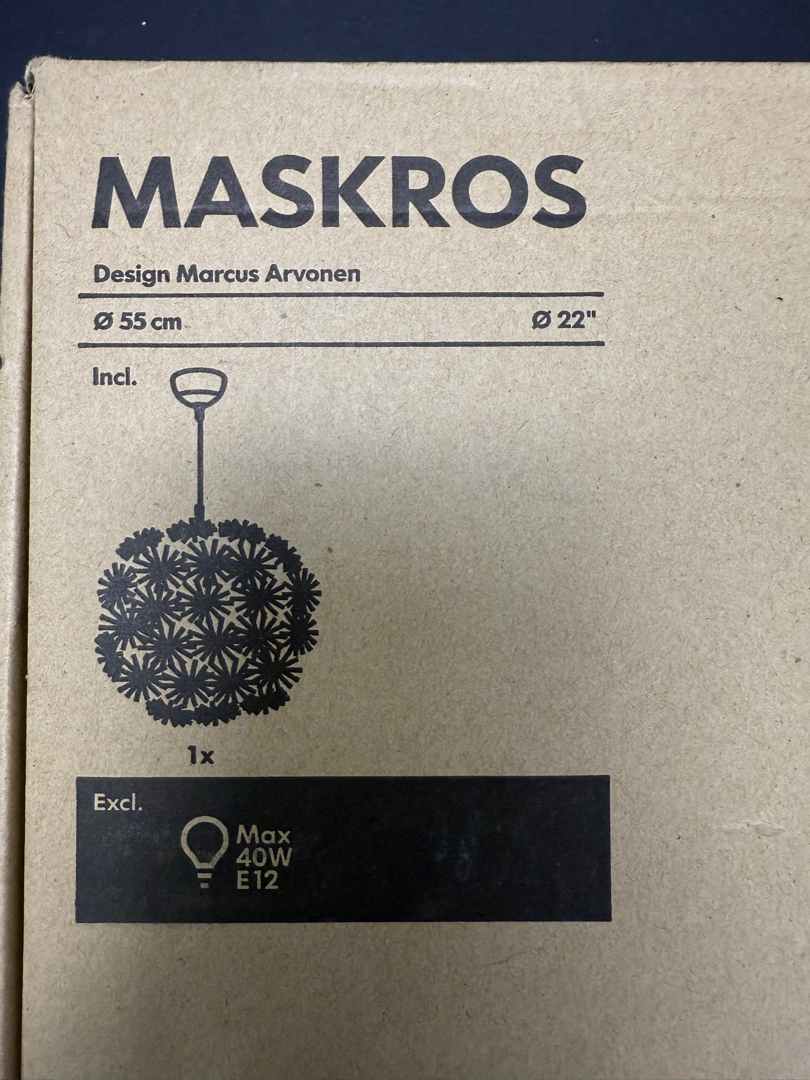 MASKROS
Design Marcus Arvonen
Ø 55 cm Ø 22"
Incl.
1x
Excl.
Max
40W
E12